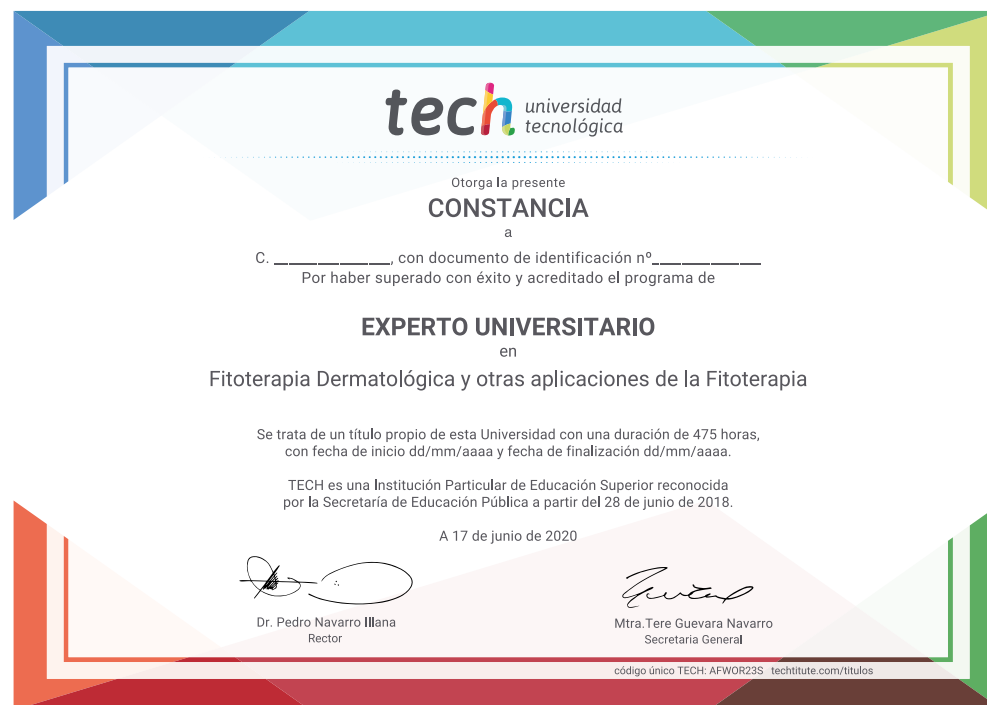 tech universidad
tecnológica
Otorga la presente
CONSTANCIA
a
C. ______________, con documento de identificación nº_____________
Por haber superado con éxito y acreditado el programa de
EXPERTO UNIVERSITARIO
en
Fitoterapia Dermatológica y otras aplicaciones de la Fitoterapia
Se trata de un título propio de esta Universidad con una duración de 475 horas,
con fecha de inicio dd/mm/aaaa y fecha de finalización dd/mm/aaaa.
TECH es una Institución Particular de Educación Superior reconocida
por la Secretaría de Educación Pública a partir del 28 de junio de 2018.
A 17 de junio de 2020
Dr. Pedro Navarro Illana
Rector
Mtra.Tere Guevara Navarro
Secretaria General
código único TECH: AFWOR23S techtitute.com/titulos